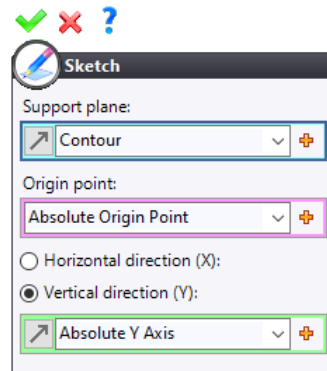 Sketch
Support plane:
Contour
Origin point:
Absolute Origin Point
Horizontal direction (X):
Vertical direction (Y):
Absolute Y Axis